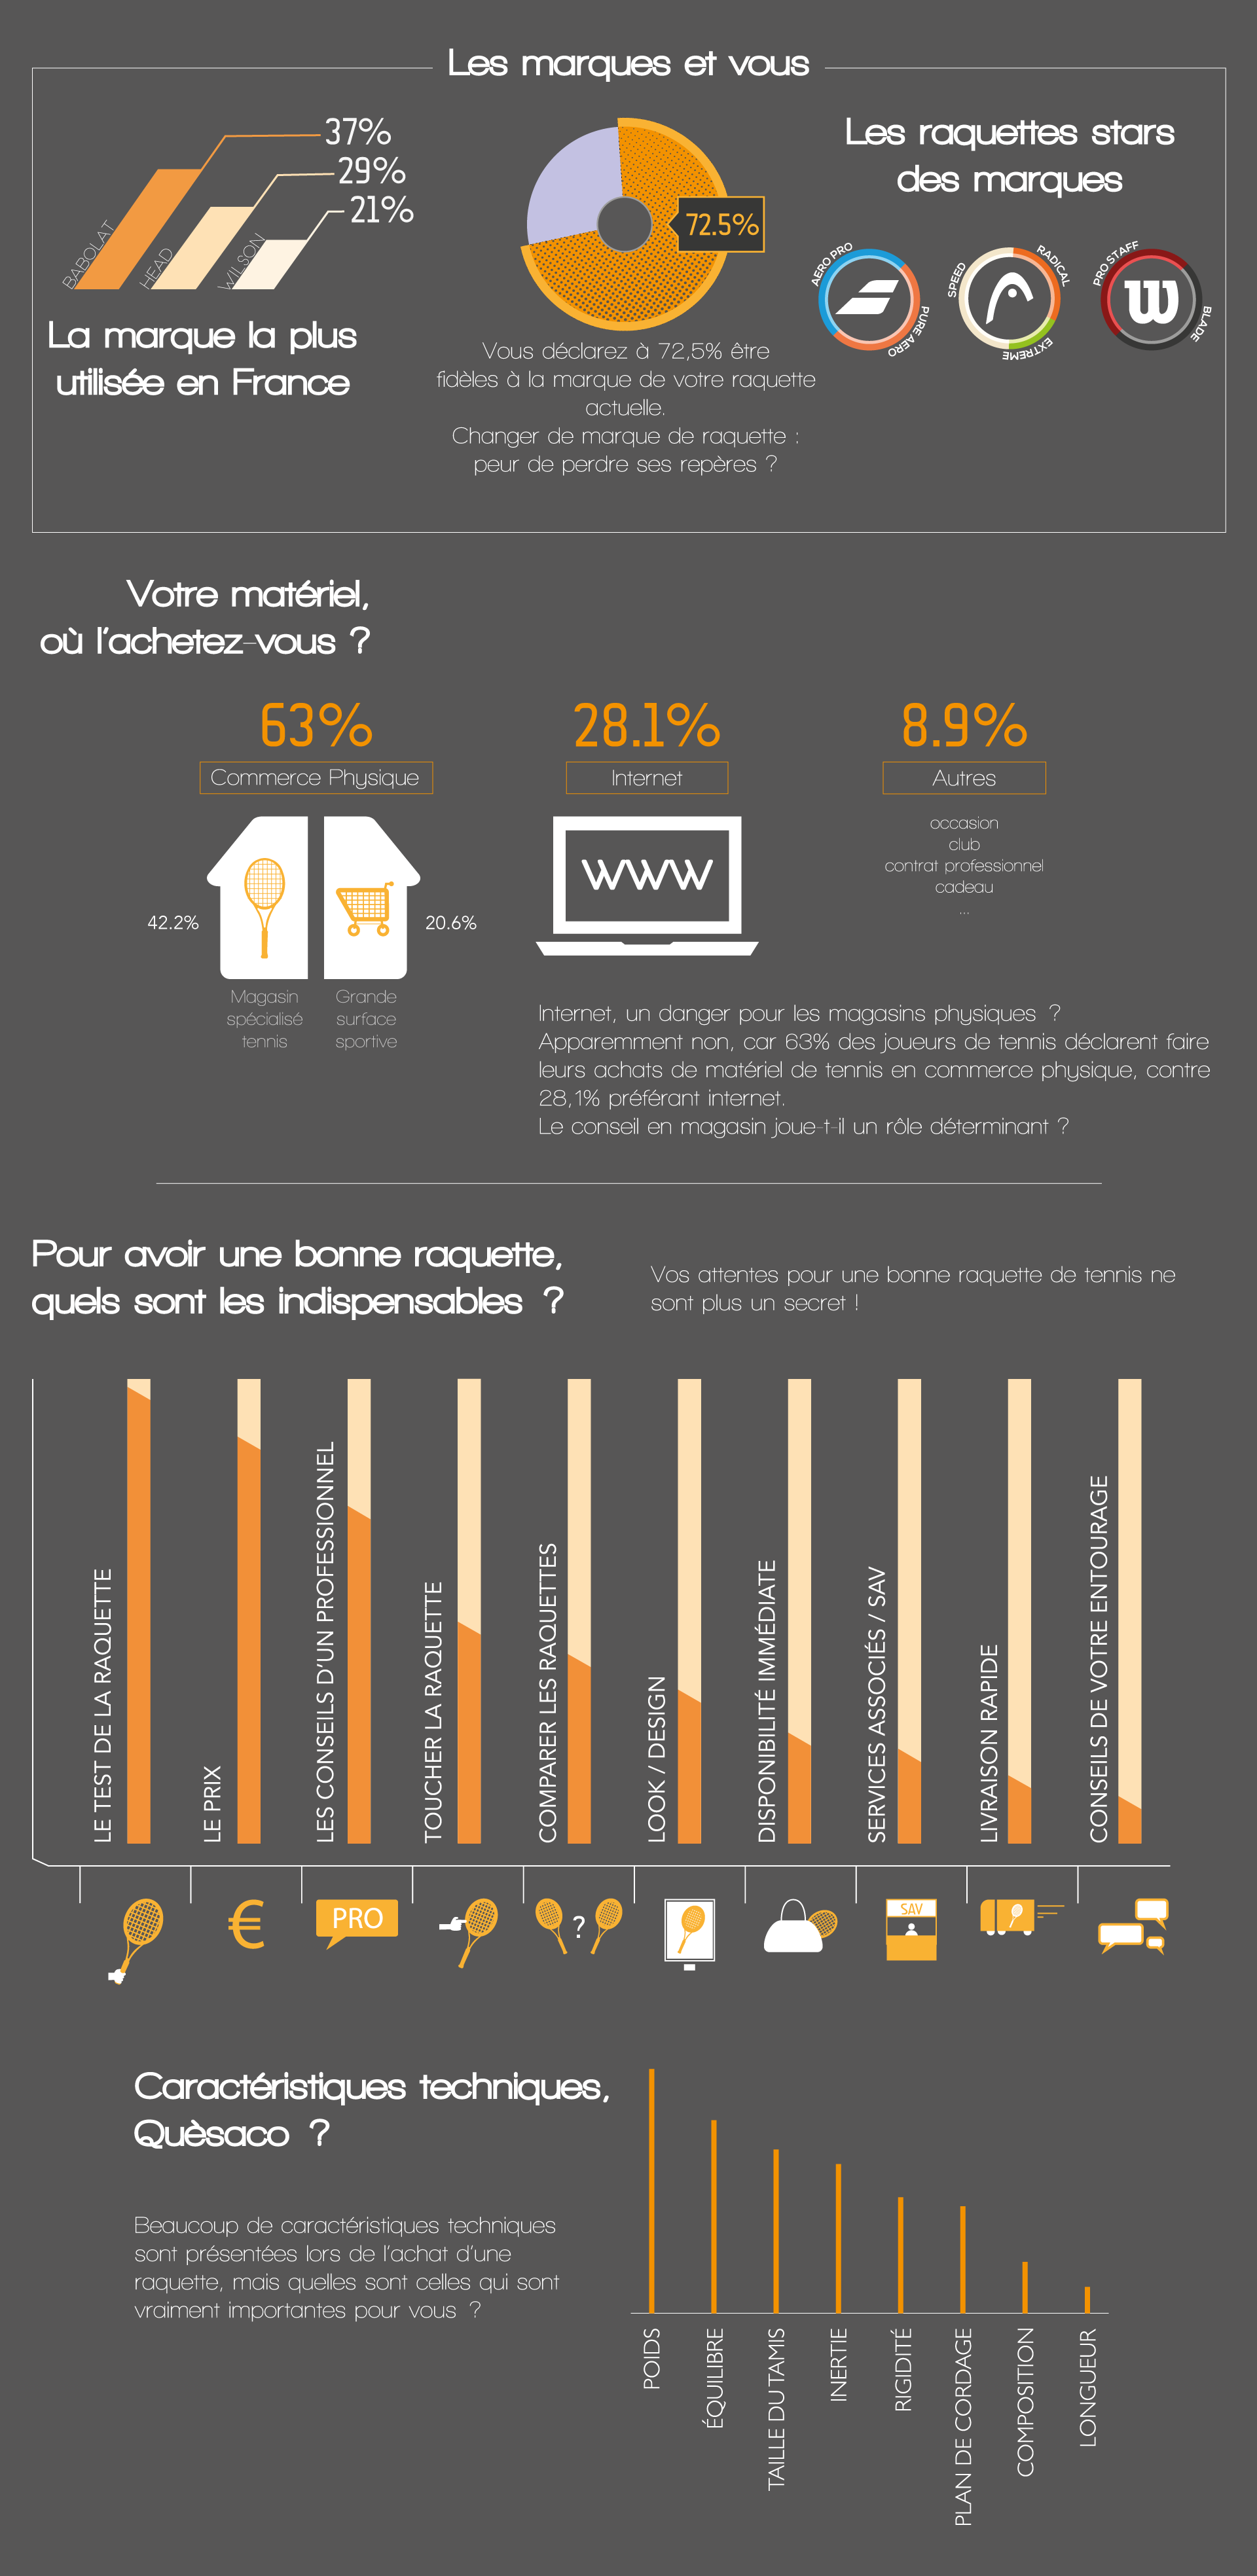 Les marques et vous
37%
29%
21%
BABOLAT
HEAD
WILSON
La marque la plus
utilisée en France
72.5%
Vous déclarez à 72,5% être
fidèles à la marque de votre raquette
actuelle.
Changer de marque de raquette :
peur de perdre ses repères ?
Les raquettes stars
des marques
AERO PRO
PURE AERO
SPEED
RADICAL
EXTREME
PRO STAFF
BLADE
W
Votre matériel,
où l'achetez-vous ?
63%
Commerce Physique
42.2%
20.6%
Magasin
spécialisé
tennis
Grande
surface
sportive
28.1%
Internet
WWW
8.9%
Autres
occasion
club
contrat professionnel
cadeau
...
Internet, un danger pour les magasins physiques ?
Apparemment non, car 63% des joueurs de tennis déclarent faire
leurs achats de matériel de tennis en commerce physique, contre
28,1% préférant internet.
Le conseil en magasin joue-t-il un rôle déterminant ?
Pour avoir une bonne raquette,
quels sont les indispensables ?
Vos attentes pour une bonne raquette de tennis ne
sont plus un secret !
LE TEST DE LA RAQUETTE
LE PRIX
LES CONSEILS D'UN PROFESSIONNEL
TOUCHER LA RAQUETTE
COMPARER LES RAQUETTES
LOOK / DESIGN
DISPONIBILITÉ IMMÉDIATE
SERVICES ASSOCIÉS / SAV
LIVRAISON RAPIDE
CONSEILS DE VOTRE ENTOURAGE
€
PRO
?
SAV
Caractéristiques techniques,
Quèsaco ?
Beaucoup de caractéristiques techniques
sont présentées lors de l'achat d'une
raquette, mais quelles sont celles qui sont
vraiment importantes pour vous ?
POIDS
ÉQUILIBRE
TAILLE DU TAMIS
INERTIE
RIGIDITÉ
PLAN DE CORDAGE
COMPOSITION
LONGUEUR